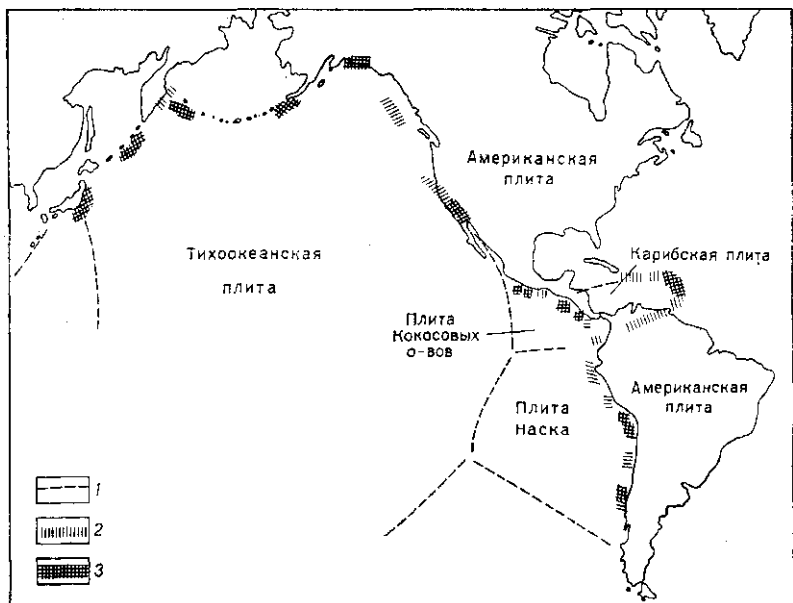 Американская
плита
Тихоокеанская
плита
Карибская плита
Плита
Кокосовых
о-вов
Американская
плита
Плита
Наска
1
2
3